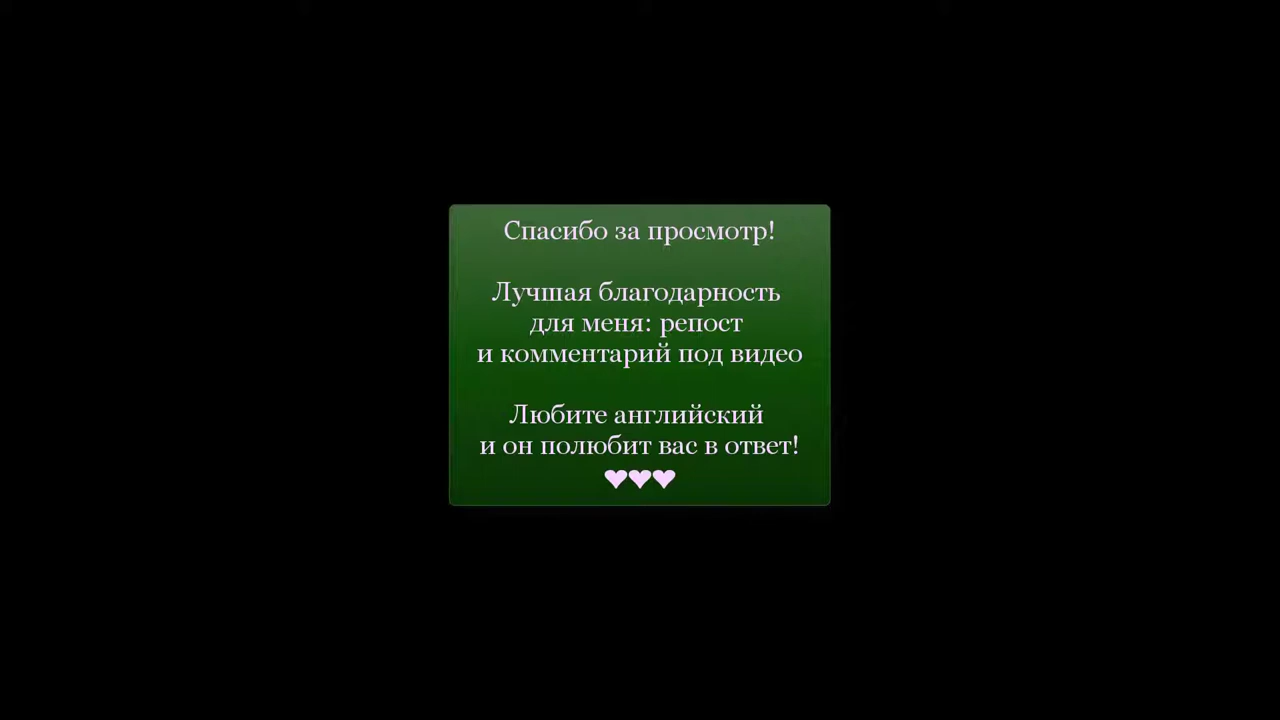 Спасибо за просмотр!
Лучшая благодарность
для меня: репост
и комментарий под видео
Любите английский
и он полюбит вас в ответ!
♥♥♥